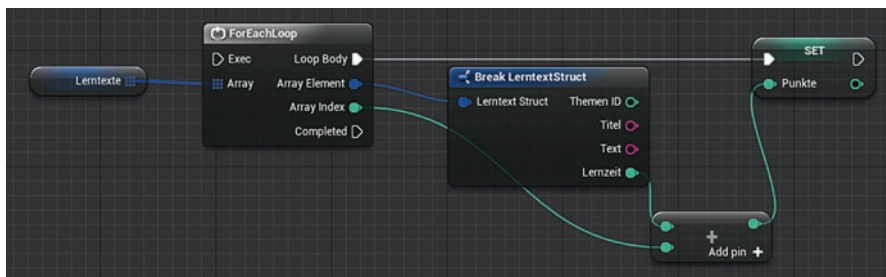 Lerntexte
ForEachLoop
Exec
Loop Body
Array
Array Element
Array Index
Completed
Break LerntextStruct
Lerntext Struct
Themen ID
Titel
Text
Lernzeit
SET
Punkte
+
Add pin +